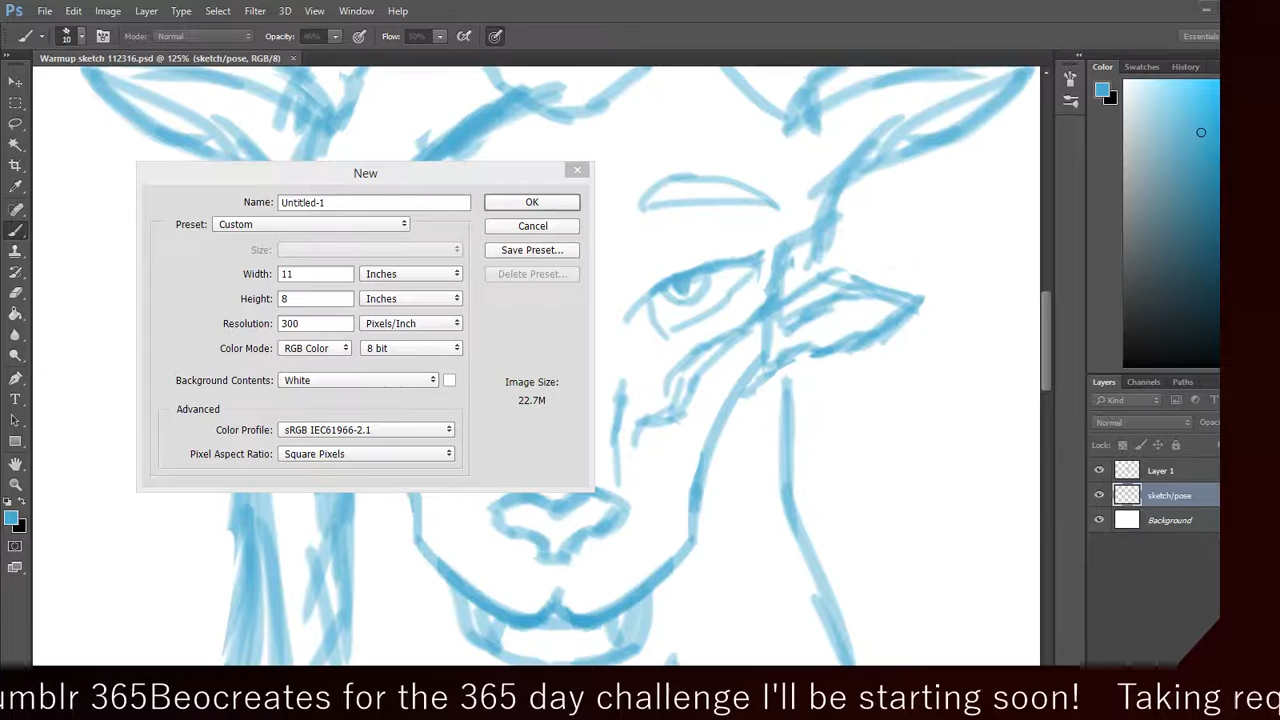 Ps File Edit Image Layer Type Select Filter 3D View Window Help
10 Mode: Normal Opacity: Flow: 50% Essentials
Warmup sketch 112316.psd @ 125% (sketch/pose, RGB/8) ×
Color Swatches History
New
Name: Untitled-1 OK
Preset: Custom Cancel
Size: Save Preset...
Width: 11 Inches Delete Preset...
Height: 8 Inches
Resolution: 300 Pixels/Inch
Color Mode: RGB Color 8 bit
Background Contents: White
Image Size:
22.7M
Advanced
Color Profile: sRGB IEC61966-2.1
Pixel Aspect Ratio: Square Pixels
Layers Channels Paths
Kind
Normal Opac
Lock:
Layer 1
sketch/pose
Background
umblr 365Beocreates for the 365 day challenge I'll be starting soon! Taking req